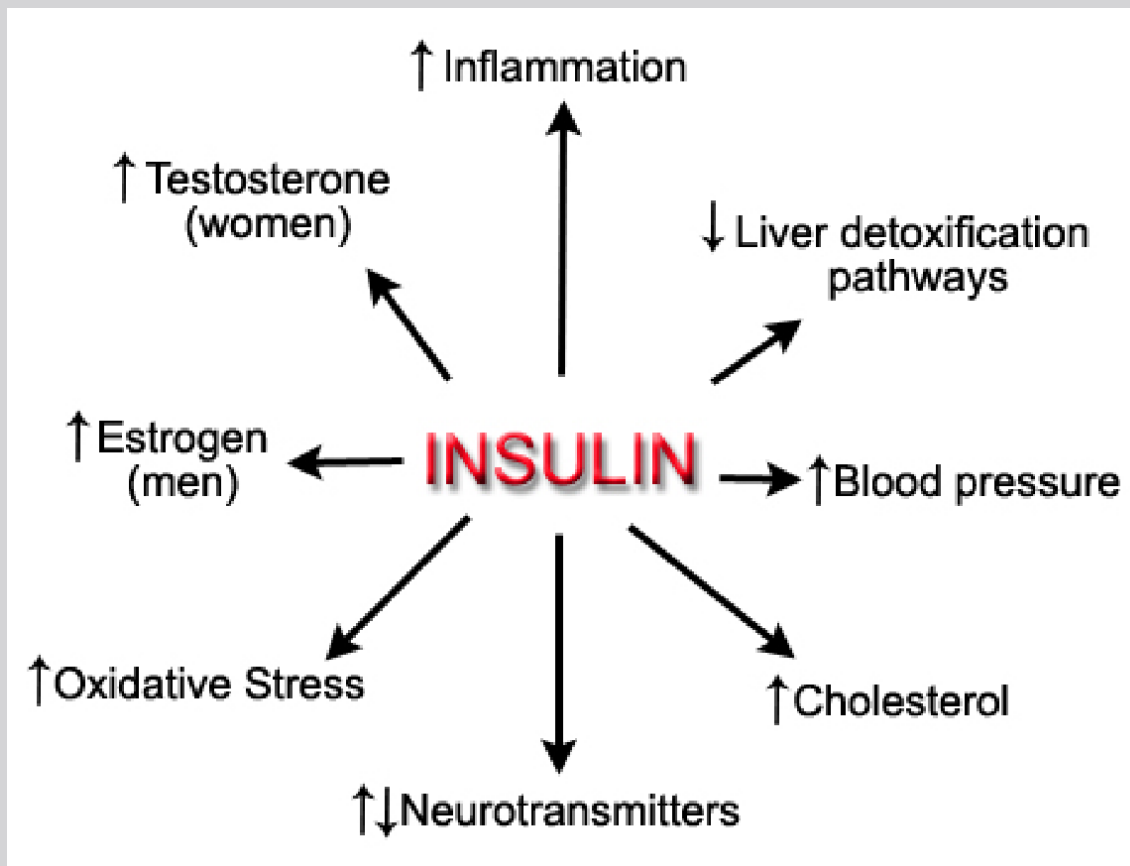 ↑ Inflammation
↑ Testosterone
(women)
↓ Liver detoxification
pathways
↑ Estrogen
(men)
INSULIN
↑ Blood pressure
↑ Oxidative Stress
↑ Cholesterol
↑↓ Neurotransmitters